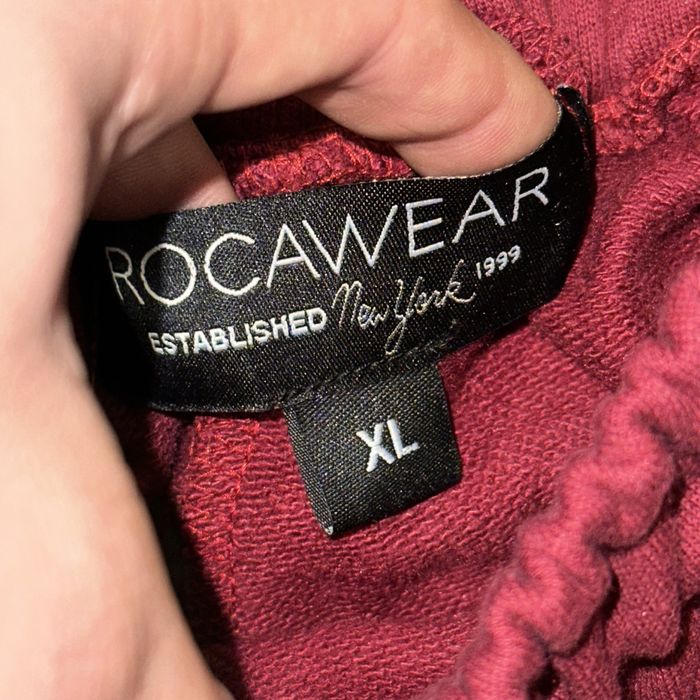 ROCAWEAR
ESTABLISHED New York 1999
XL